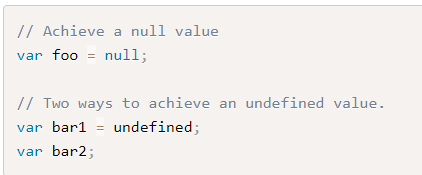 // Achieve a null value
var foo = null;
// Two ways to achieve an undefined value.
var bar1 = undefined;
var bar2;